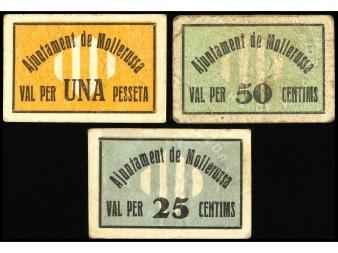 Ajuntament de Mollerussa
VAL PER UNA PESSETA
Ajuntament de Mollerussa
VAL PER 50 CENTIMS
Ajuntament de Mollerussa
VAL PER 25 CENTIMS